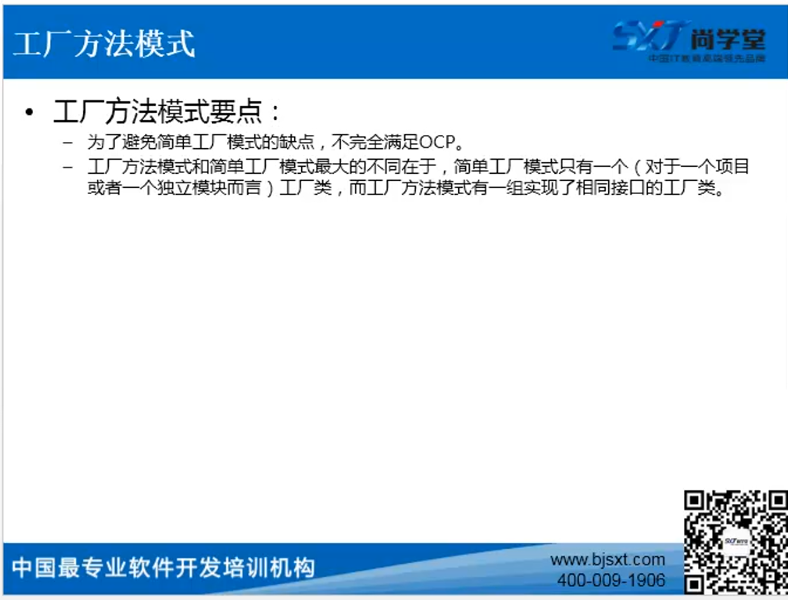 工厂方法模式
SXT 尚学堂
中国IT教育高端领先品牌
• 工厂方法模式要点：
– 为了避免简单工厂模式的缺点，不完全满足OCP。
– 工厂方法模式和简单工厂模式最大的不同在于，简单工厂模式只有一个（对于一个项目
或者一个独立模块而言）工厂类，而工厂方法模式有一组实现了相同接口的工厂类。
中国最专业软件开发培训机构
www.bjsxt.com
400-009-1906